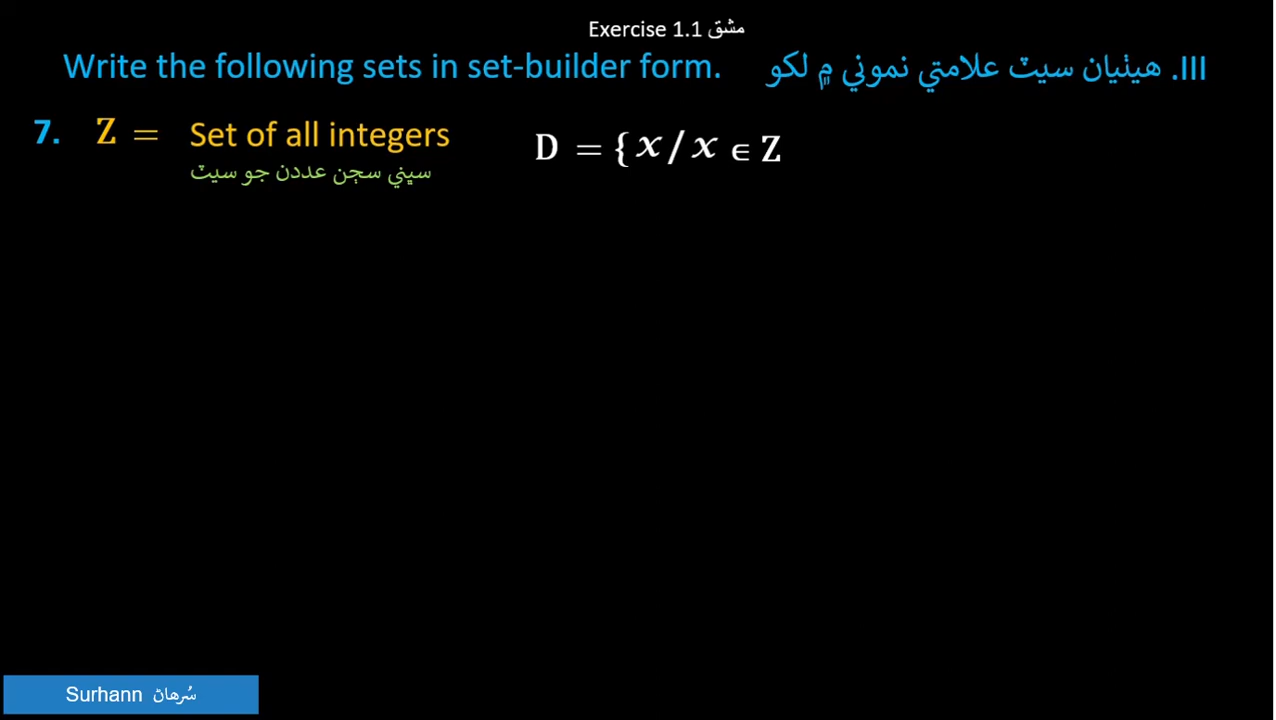 Exercise 1.1 مشق
Write the following sets in set-builder form. III. هيٺيان سيٽ علامتي نموني ۾ لکو
7. Z = Set of all integers D = { x / x ∈ Z
سڀني سڄن عددن جو سيٽ
Surhann سُرهاڻ